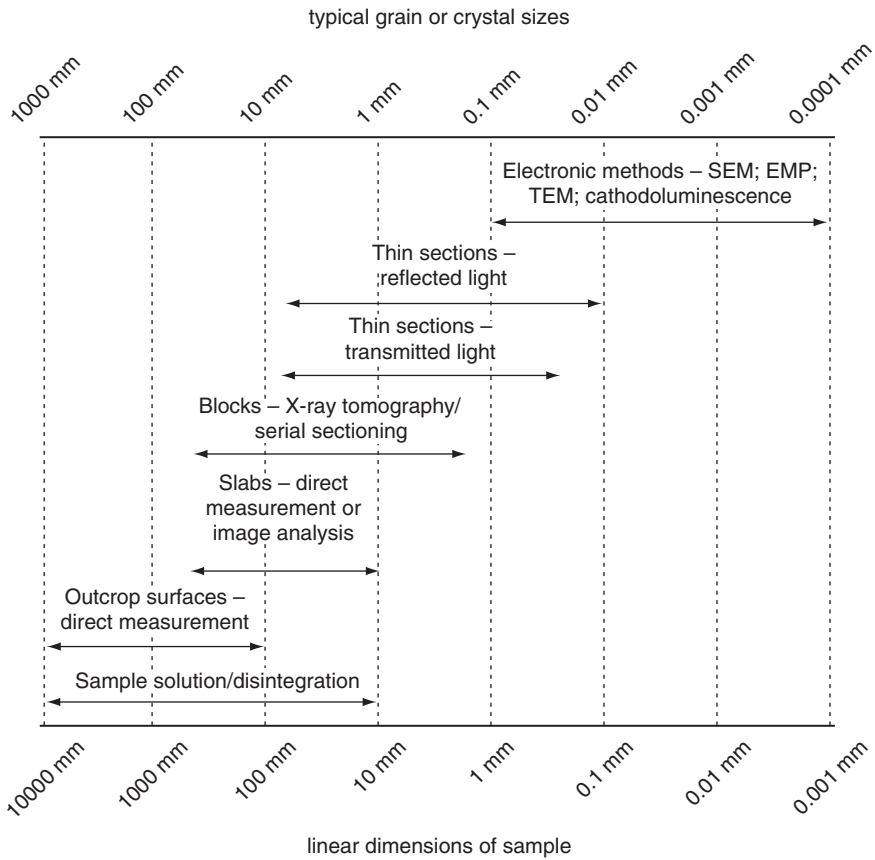 typical grain or crystal sizes
1000 mm
100 mm
10 mm
1 mm
0.1 mm
0.01 mm
0.001 mm
0.0001 mm
Electronic methods – SEM; EMP;
TEM; cathodoluminescence
Thin sections –
reflected light
Thin sections –
transmitted light
Blocks – X-ray tomography/
serial sectioning
Slabs – direct
measurement or
image analysis
Outcrop surfaces –
direct measurement
Sample solution/disintegration
10000 mm
1000 mm
100 mm
10 mm
1 mm
0.1 mm
0.01 mm
0.001 mm
linear dimensions of sample